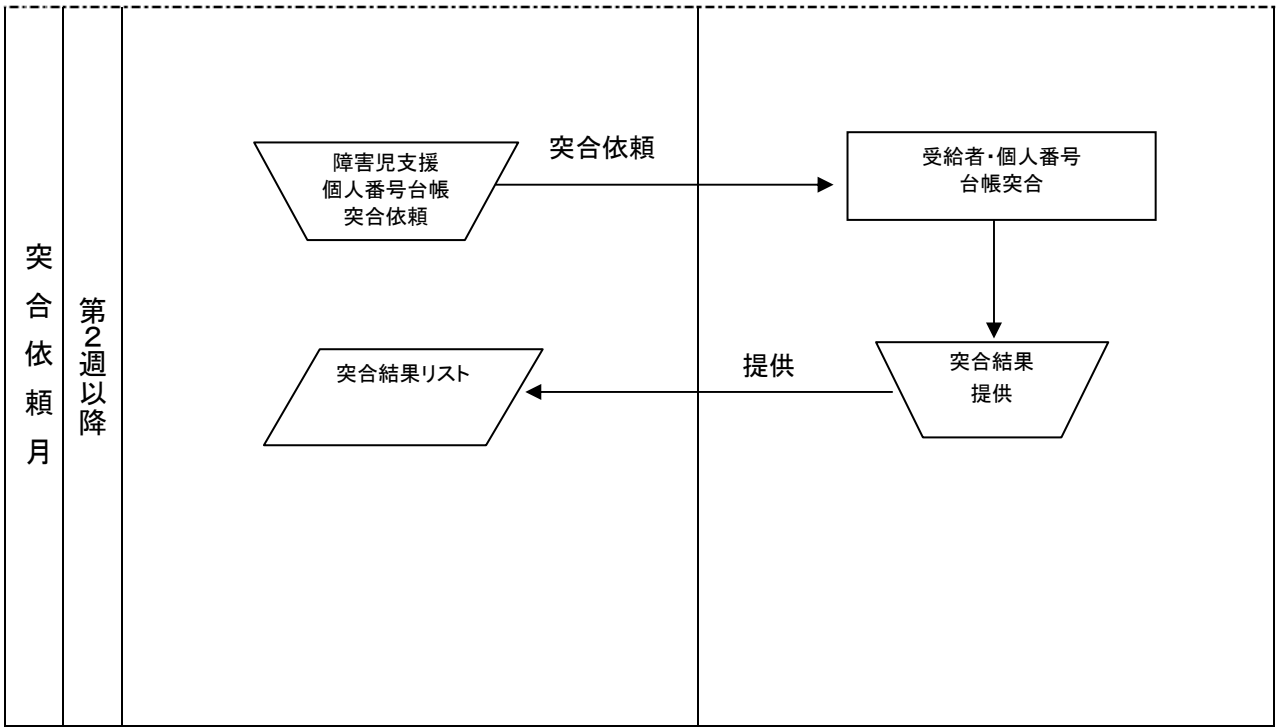 突合依頼月
第2週以降
障害児支援
個人番号台帳
突合依頼
突合依頼
受給者・個人番号
台帳突合
突合結果リスト
提供
突合結果
提供